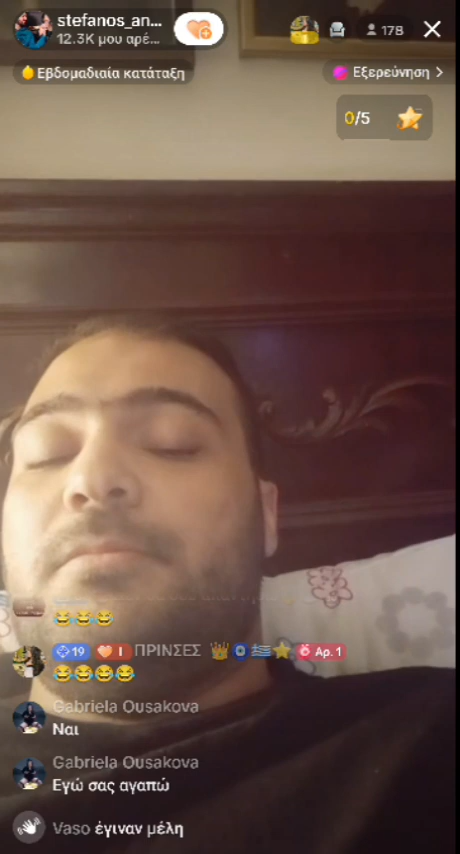 stefanos_an...
12.3K μου αρέ...
178
Εβδομαδιαία κατάταξη
Εξερεύνηση >
0/5
😂😂😂
19 I ΠΡΙΝΣΕΣ 👑🧿🇬🇷⭐ Αρ. 1
😂😂😂😂
Gabriela Ousakova
Ναι
Gabriela Ousakova
Εγώ σας αγαπώ
Vaso έγιναν μέλη